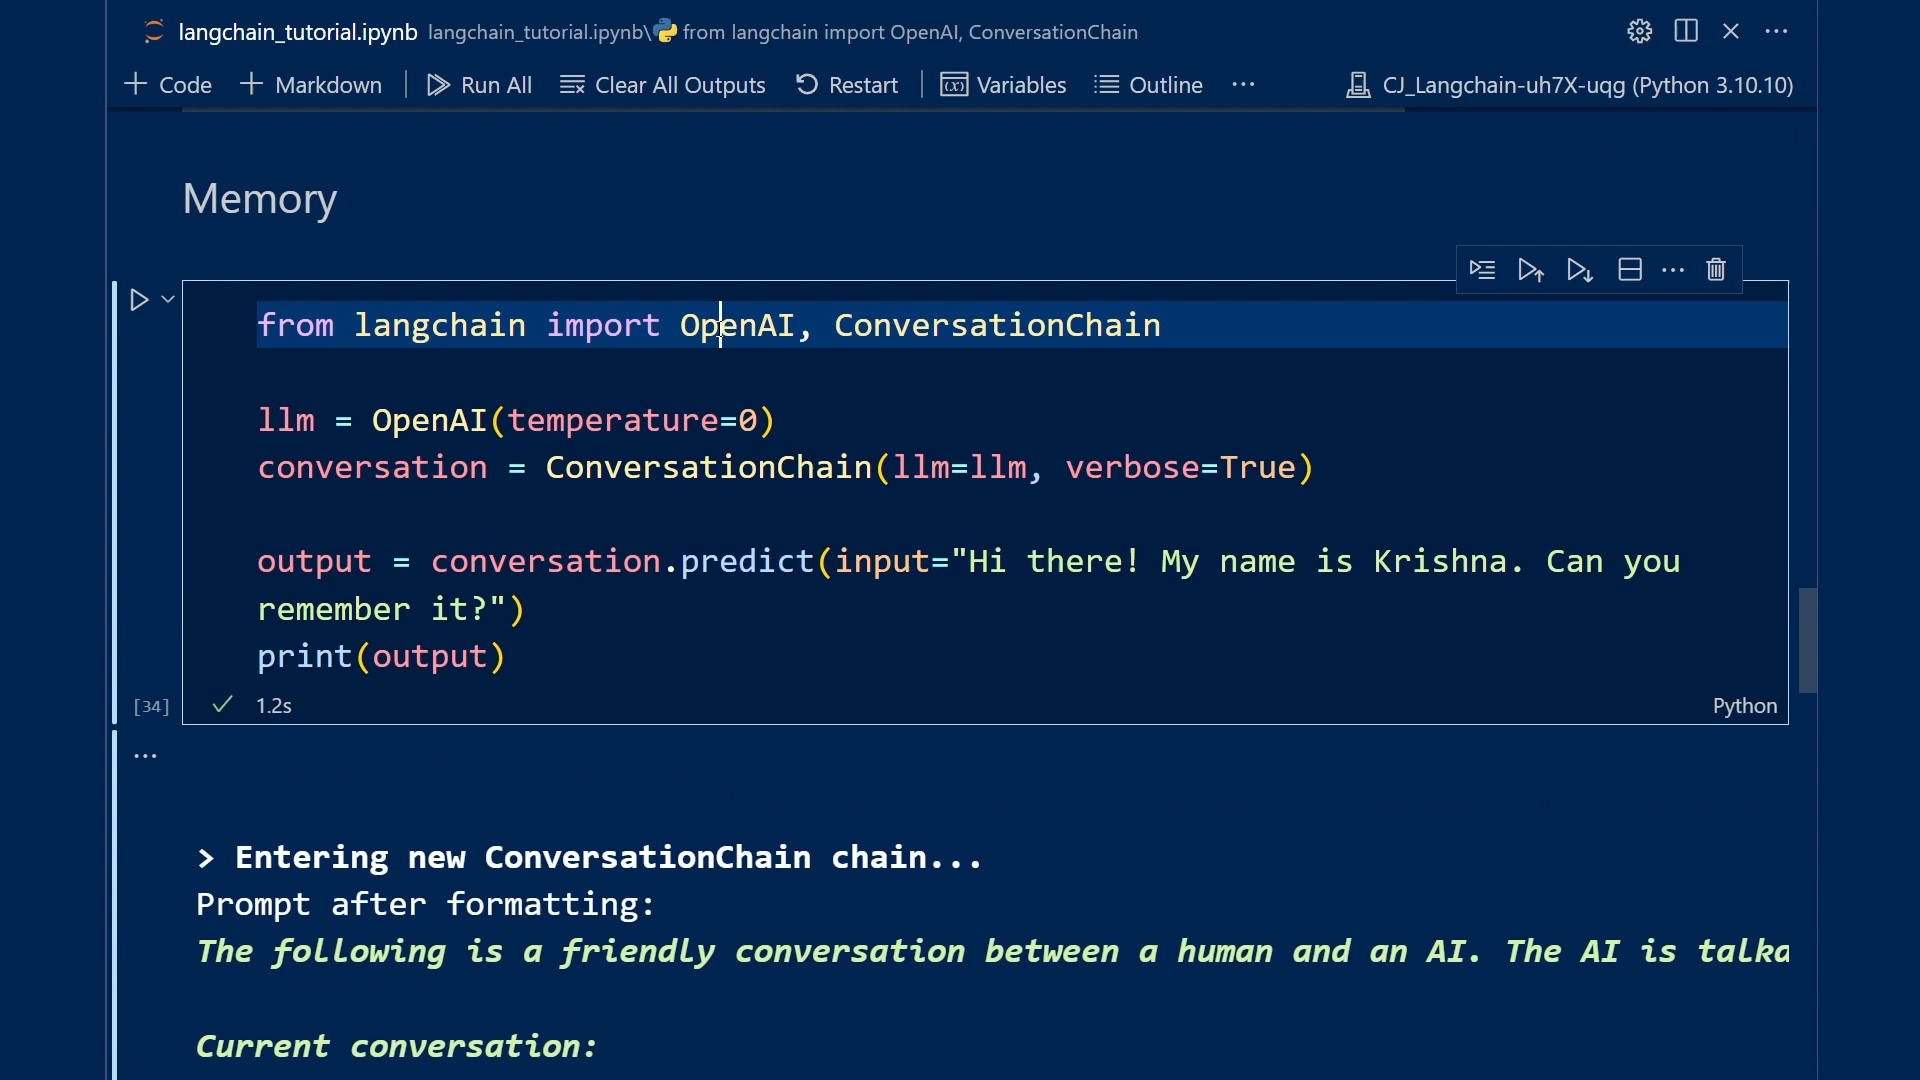 langchain_tutorial.ipynb langchain_tutorial.ipynb\ from langchain import OpenAI, ConversationChain
Code Markdown Run All Clear All Outputs Restart Variables Outline ... CJ_Langchain-uh7X-uqg (Python 3.10.10)
Memory
from langchain import OpenAI, ConversationChain
llm = OpenAI(temperature=0)
conversation = ConversationChain(llm=llm, verbose=True)
output = conversation.predict(input="Hi there! My name is Krishna. Can you
remember it?")
print(output)
[34] 1.2s Python
...
> Entering new ConversationChain chain...
Prompt after formatting:
The following is a friendly conversation between a human and an AI. The AI is talka
Current conversation: